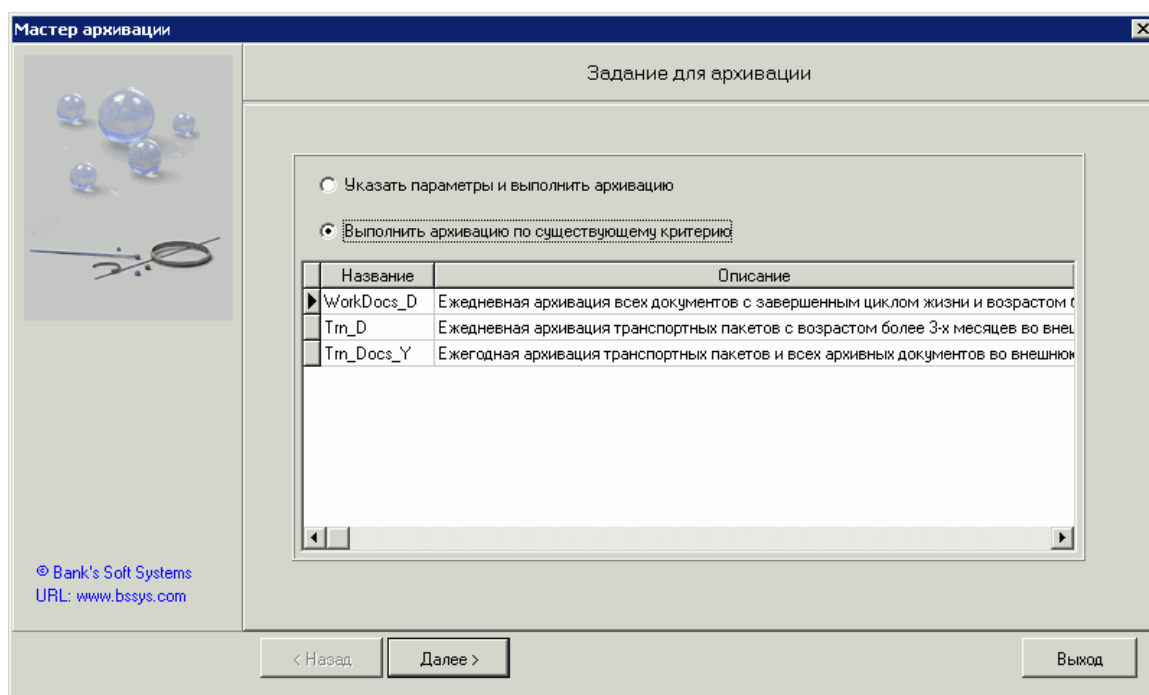 Мастер архивации
Задание для архивации
Указать параметры и выполнить архивацию
Выполнить архивацию по существующему критерию
Название Описание
WorkDocs_D Ежедневная архивация всех документов с завершенным циклом жизни и возрастом
Trn_D Ежедневная архивация транспортных пакетов с возрастом более 3-х месяцев во
Trn_Docs_Y Ежегодная архивация транспортных пакетов и всех архивных документов во
© Bank's Soft Systems
URL: www.bssys.com
< Назад Далее > Выход